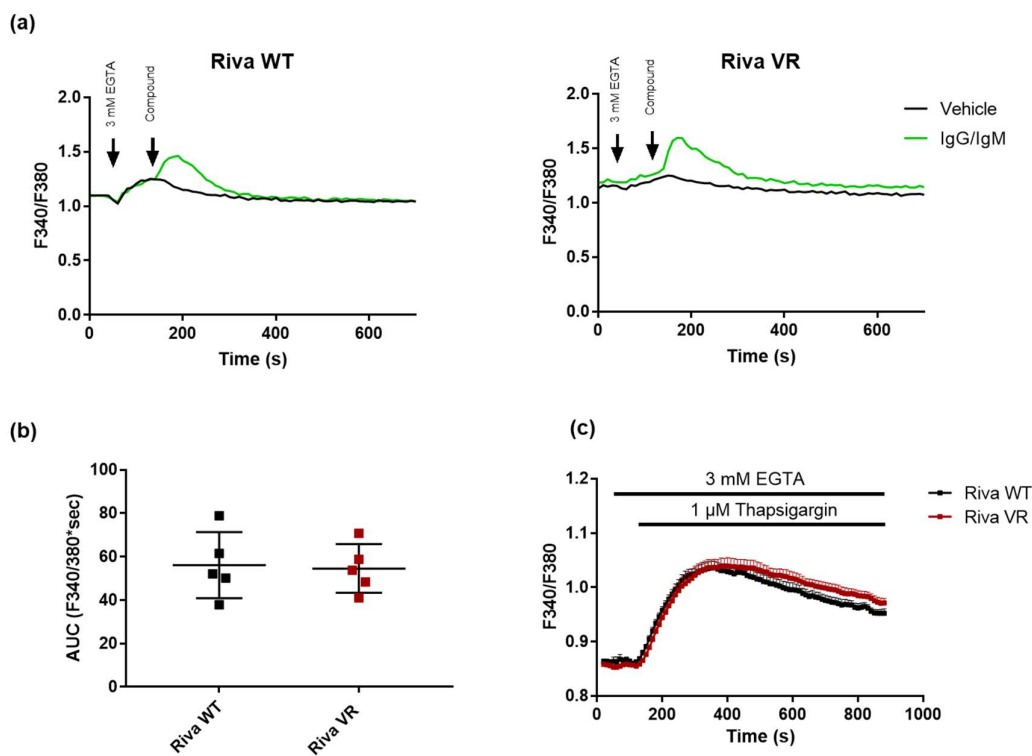 (a)
Riva WT
3 mM EGTA
Compound
2.0
1.5
1.0
0.5
0.0
F340/F380
0 200 400 600
Time (s)
Riva VR
3 mM EGTA
Compound
2.0
1.5
1.0
0.5
0.0
F340/F380
0 200 400 600
Time (s)
Vehicle
IgG/IgM
(b)
100
80
60
40
20
0
AUC (F340/380*sec)
Riva WT
Riva VR
(c)
1.2
1.1
1.0
0.9
0.8
F340/F380
3 mM EGTA
1 µM Thapsigargin
0 200 400 600 800 1000
Time (s)
Riva WT
Riva VR